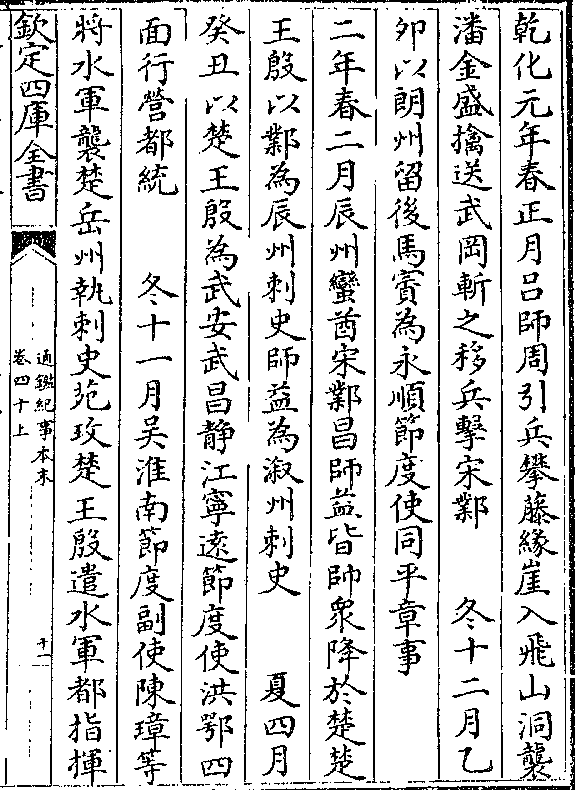 乾化元年春正月吕師周引兵攀藤緣崖入飛山洞襲
潘金盛擒送武岡斬之移兵擊宋鄴　　冬十二月乙
卯以朗州留後馬賨為永順節度使同平章事
二年春二月辰州蠻酋宋鄴昌師益皆帥衆降於楚楚
王殷以鄴為辰州刺史師益為溆州刺史　　夏四月
癸丑以楚王殷為武安武昌静江寧遠節度使洪鄂四
面行營都統　　冬十一月吳淮南節度副使陳璋等
將水軍襲楚岳州執刺史苑玫楚王殷遣水軍都指揮
欽定四庫全書
通鑑紀事本末
卷四十上
十一